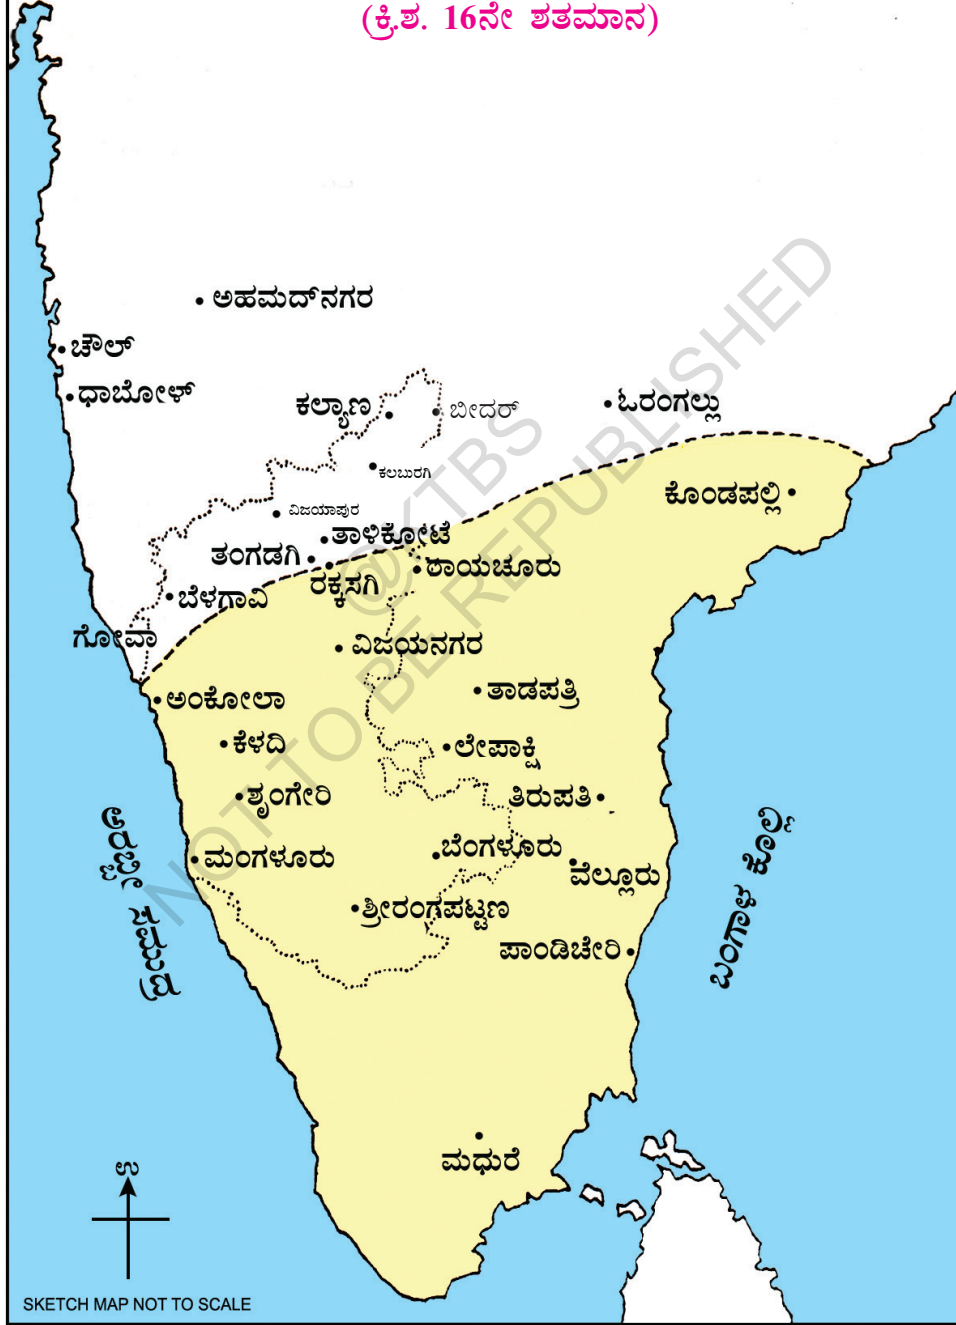 (ಕ್ರಿ.ಶ. 16ನೇ ಶತಮಾನ)
ಅಹಮದ್‌ನಗರ
ಚೌಲ್
ಧಾಬೋಳ್
ಕಲ್ಯಾಣ
ಬೀದರ್
ಓರಂಗಲ್ಲು
ಕಲಬುರಗಿ
ಕೊಂಡಪಲ್ಲಿ
ವಿಜಯಾಪುರ
ತಾಳಿಕೋಟೆ
ತಂಗಡಗಿ
ರಕ್ಕಸಗಿ
ರಾಯಚೂರು
ಬೆಳಗಾವಿ
ಗೋವಾ
ವಿಜಯನಗರ
ಅಂಕೋಲಾ
ತಾಡಪತ್ರಿ
ಕೆಳದಿ
ಲೇಪಾಕ್ಷಿ
ಶೃಂಗೇರಿ
ತಿರುಪತಿ
ಮಂಗಳೂರು
ಬೆಂಗಳೂರು
ವೆಲ್ಲೂರು
ಶ್ರೀರಂಗಪಟ್ಟಣ
ಪಾಂಡಿಚೇರಿ
ಅರಬ್ಬೀ ಸಮುದ್ರ
ಬಂಗಾಳ ಕೊಲ್ಲಿ
ಮಧುರೆ
ಉ
SKETCH MAP NOT TO SCALE
@KTBS
NOT TO BE REPUBLISHED